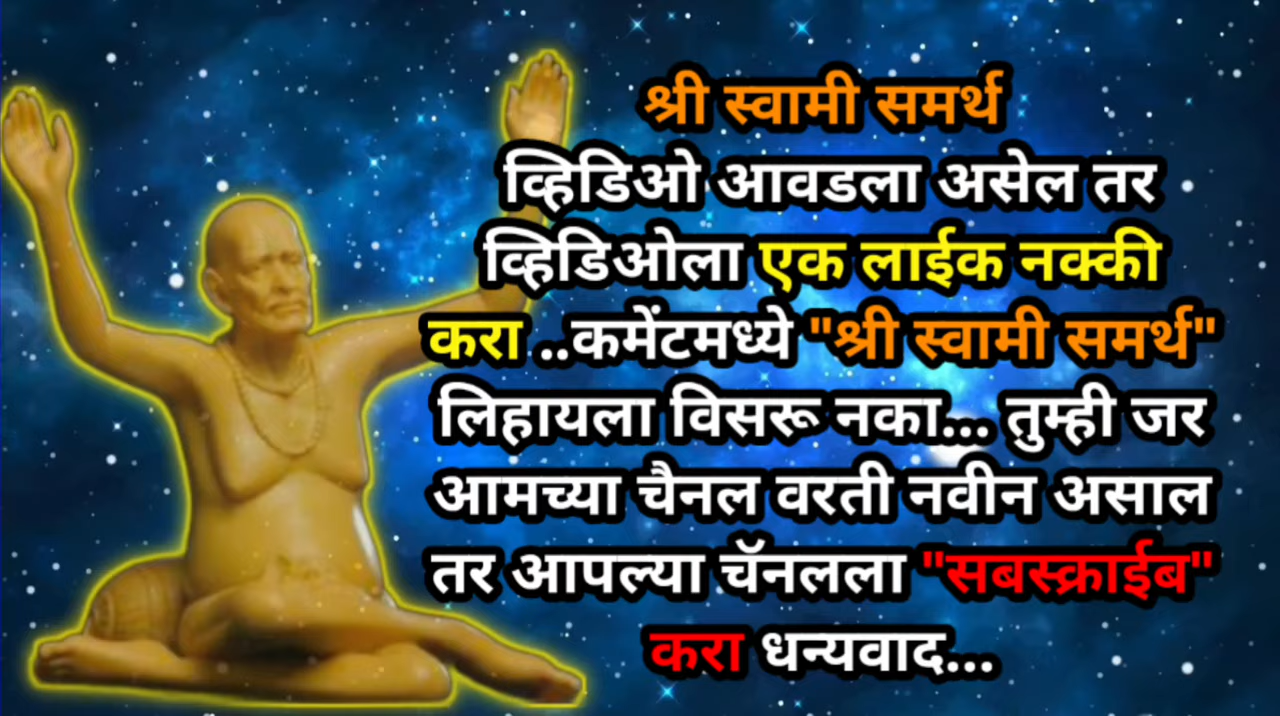 श्री स्वामी समर्थ
व्हिडिओ आवडला असेल तर
व्हिडिओला एक लाईक नक्की
करा ..कमेंटमध्ये "श्री स्वामी समर्थ"
लिहायला विसरू नका... तुम्ही जर
आमच्या चैनल वरती नवीन असाल
तर आपल्या चॅनलला "सबस्क्राईब"
करा धन्यवाद...